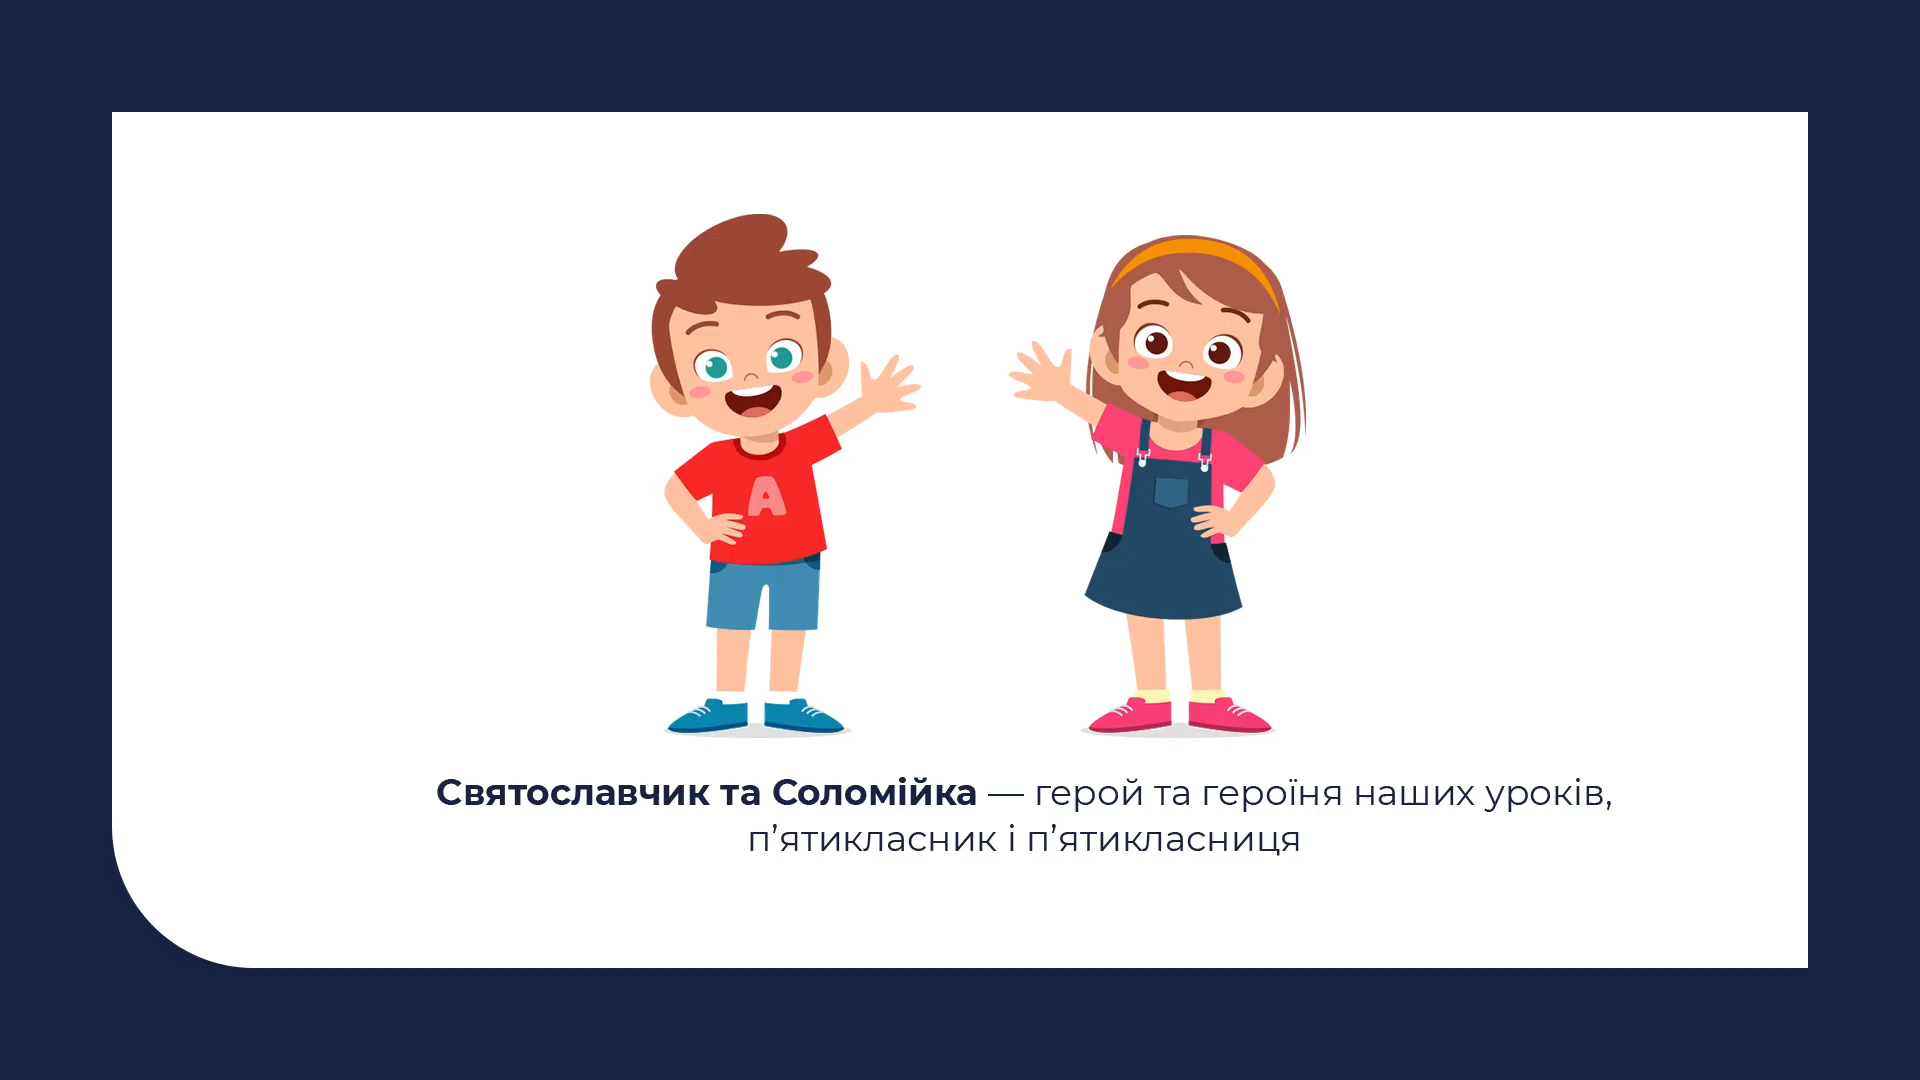 А
Святославчик та Соломійка — герой та героїня наших уроків,
п’ятикласник і п’ятикласниця